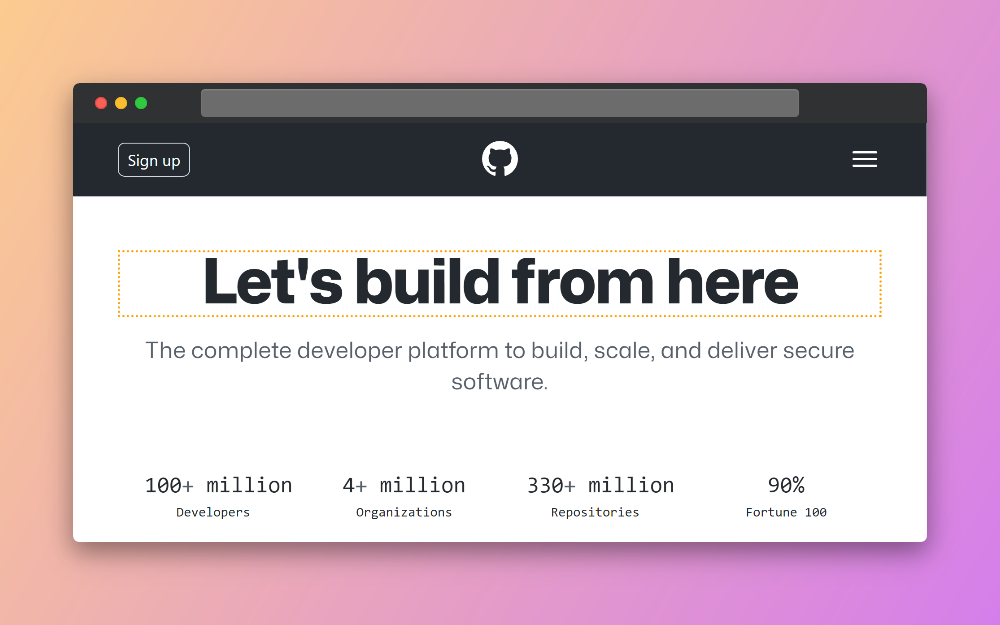 Sign up
Let's build from here
The complete developer platform to build, scale, and deliver secure
software.
100+ million
Developers
4+ million
Organizations
330+ million
Repositories
90%
Fortune 100